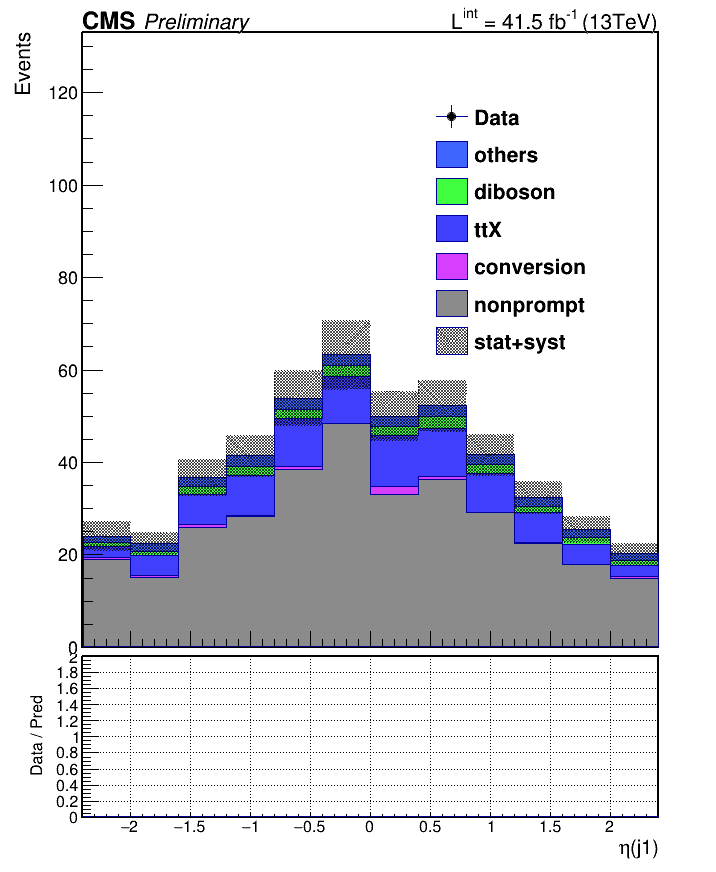 CMS Preliminary L^int = 41.5 fb^-1 (13TeV)
Events
120
100
80
60
40
20
0
Data
others
diboson
ttX
conversion
nonprompt
stat+syst
Data / Pred
2
1.8
1.6
1.4
1.2
1
0.8
0.6
0.4
0.2
0
−2 −1.5 −1 −0.5 0 0.5 1 1.5 2
η(j1)